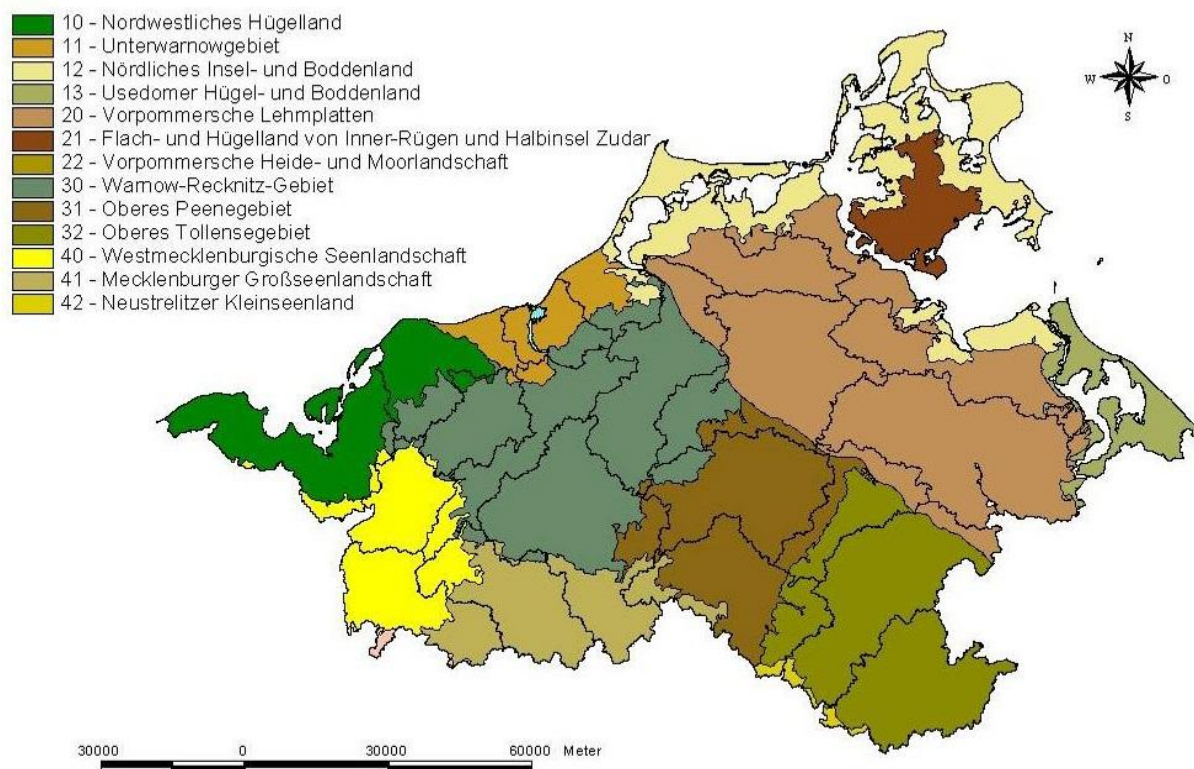 10 - Nordwestliches Hügelland
11 - Unterwarnowgebiet
12 - Nördliches Insel- und Boddenland
13 - Usedomer Hügel- und Boddenland
20 - Vorpommersche Lehmplatten
21 - Flach- und Hügelland von Inner-Rügen und Halbinsel Zudar
22 - Vorpommersche Heide- und Moorlandschaft
30 - Warnow-Recknitz-Gebiet
31 - Oberes Peenegebiet
32 - Oberes Tollensegebiet
40 - Westmecklenburgische Seenlandschaft
41 - Mecklenburger Großseenlandschaft
42 - Neustrelitzer Kleinseenland
N
W O
S
30000 0 30000 60000 Meter